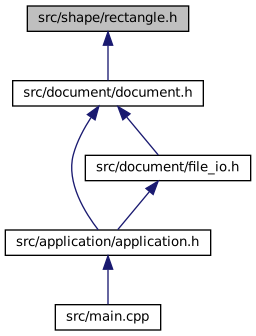 src/shape/rectangle.h
src/document/document.h
src/document/file_io.h
src/application/application.h
src/main.cpp